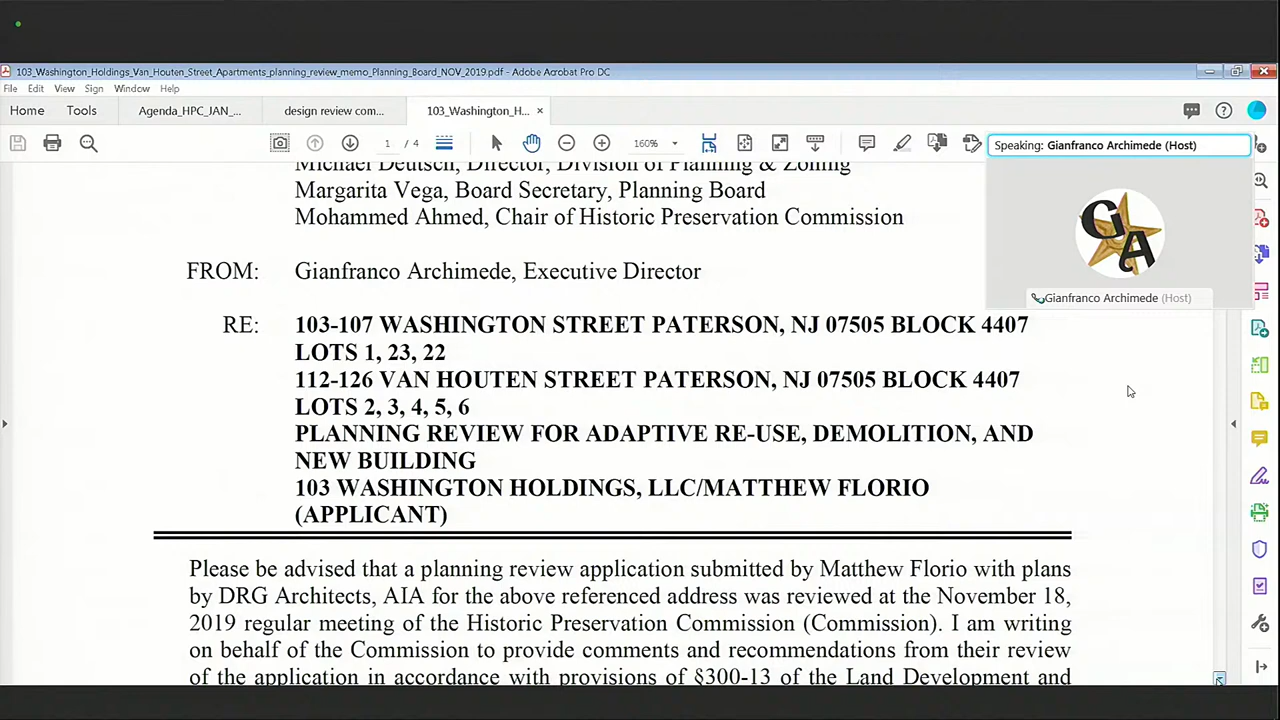 103_Washington_Holdings_Van_Houten_Street_Apartments_planning_review_memo_Planning_Board_NOV_2019.pdf - Adobe Acrobat Pro DC
File Edit View Sign Window Help
Home Tools Agenda_HPC_JAN_... design review com... 103_Washington_H... ×
1 / 4 160%
Speaking: Gianfranco Archimede (Host)
GA
Gianfranco Archimede (Host)
Michael Deutsch, Director, Division of Planning & Zoning
Margarita Vega, Board Secretary, Planning Board
Mohammed Ahmed, Chair of Historic Preservation Commission
FROM: Gianfranco Archimede, Executive Director
RE: 103-107 WASHINGTON STREET PATERSON, NJ 07505 BLOCK 4407
LOTS 1, 23, 22
112-126 VAN HOUTEN STREET PATERSON, NJ 07505 BLOCK 4407
LOTS 2, 3, 4, 5, 6
PLANNING REVIEW FOR ADAPTIVE RE-USE, DEMOLITION, AND
NEW BUILDING
103 WASHINGTON HOLDINGS, LLC/MATTHEW FLORIO
(APPLICANT)
Please be advised that a planning review application submitted by Matthew Florio with plans
by DRG Architects, AIA for the above referenced address was reviewed at the November 18,
2019 regular meeting of the Historic Preservation Commission (Commission). I am writing
on behalf of the Commission to provide comments and recommendations from their review
of the application in accordance with provisions of §300-13 of the Land Development and